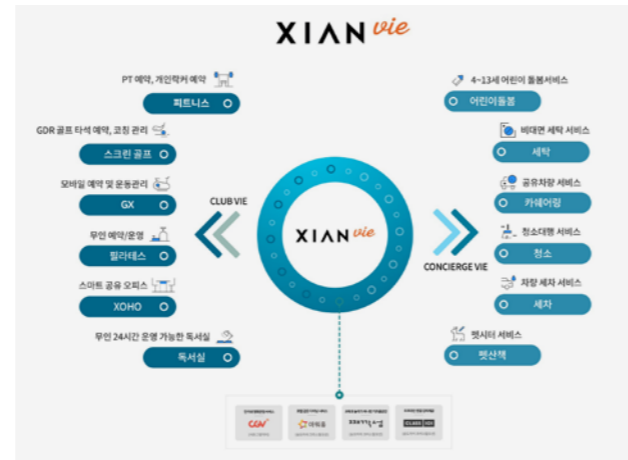 XIAN vie
PT 예약, 개인락커 예약
피트니스
GDR 골프 타석 예약, 코칭 관리
스크린 골프
모바일 예약 및 운동관리
GX
무인 예약/운영
필라테스
스마트 공유 오피스
XOHO
무인 24시간 운영 가능한 독서실
독서실
CLUB VIE
XIAN vie
CONCIERGE VIE
4~13세 어린이 돌봄서비스
어린이돌봄
비대면 세탁 서비스
세탁
공유차량 서비스
카쉐어링
청소대행 서비스
청소
차량 세차 서비스
세차
펫시터 서비스
펫산책
CGV
째깍악어
CLASS 101